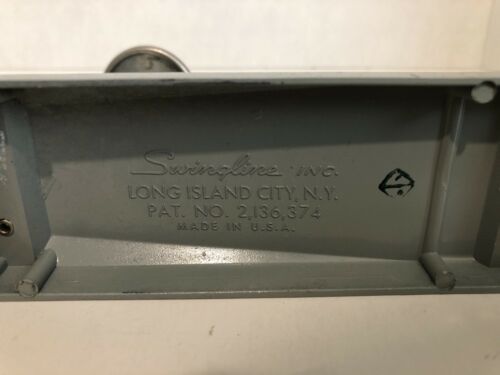 Swingline INC.
LONG ISLAND CITY, N.Y.
PAT. NO. 2,136,374
MADE IN U.S.A.